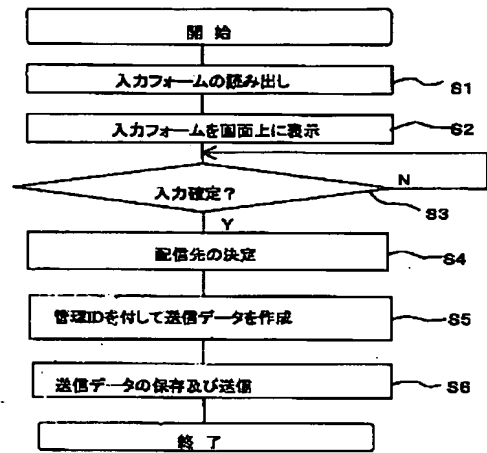 開 始
入力フォームの読み出し
S1
入力フォームを画面上に表示
S2
入力確定?
N
S3
Y
配信先の決定
S4
管理IDを付して送信データを作成
S5
送信データの保存及び送信
S6
終 了